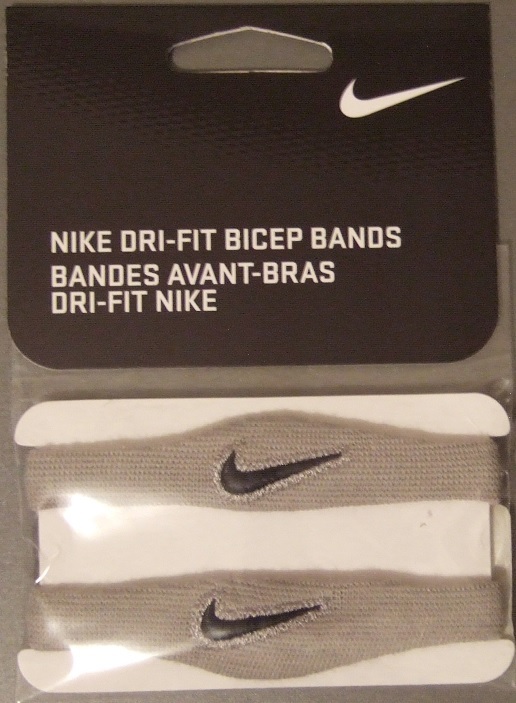 NIKE DRI-FIT BICEP BANDS
BANDES AVANT-BRAS
DRI-FIT NIKE